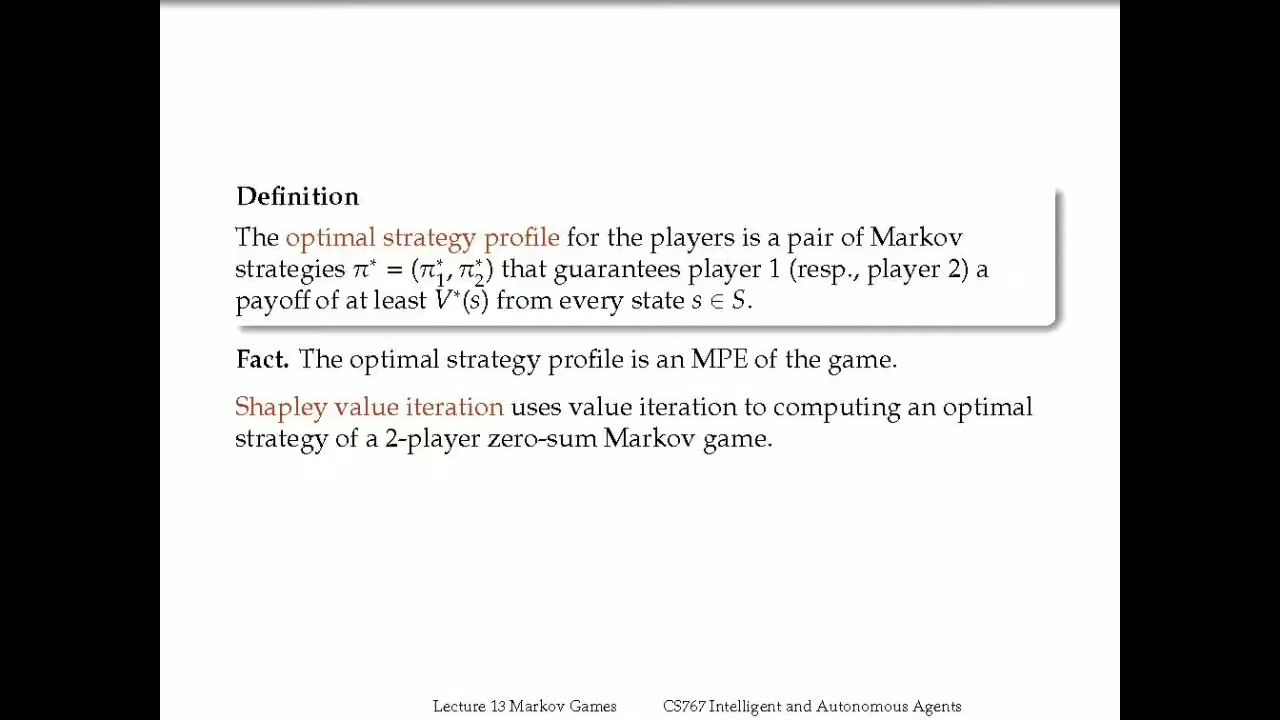 Definition
The optimal strategy profile for the players is a pair of Markov
strategies π* = (π*₁, π*₂) that guarantees player 1 (resp., player 2) a
payoff of at least V*(s) from every state s ∈ S.
Fact. The optimal strategy profile is an MPE of the game.
Shapley value iteration uses value iteration to computing an optimal
strategy of a 2-player zero-sum Markov game.
Lecture 13 Markov Games CS767 Intelligent and Autonomous Agents